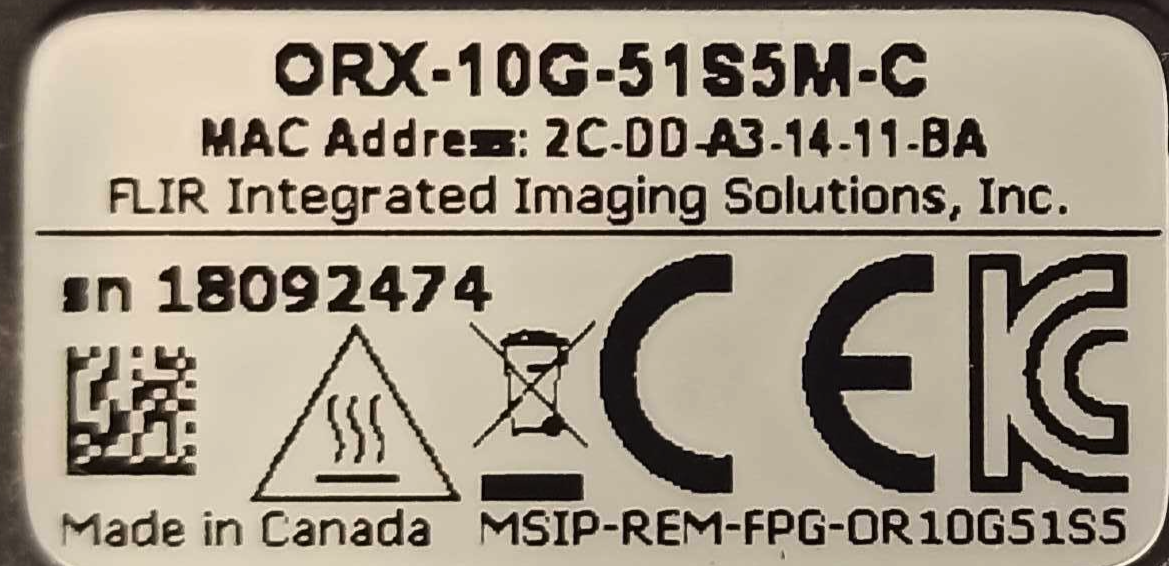 ORX-10G-51S5M-C
MAC Address: 2C-DD-A3-14-11-BA
FLIR Integrated Imaging Solutions, Inc.
sn 18092474
CE
Made in Canada
MSIP-REM-FPG-OR10G51S5